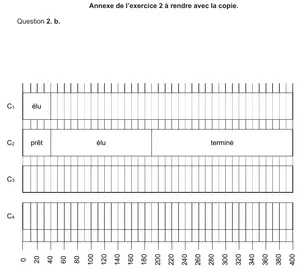 Annexe de l'exercice 2 à rendre avec la copie.
Question 2. b.
C1 élu
C2 prêt élu terminé
C3
C4
0 20 40 60 80 100 120 140 160 180 200 220 240 260 280 300 320 340 360 380 400